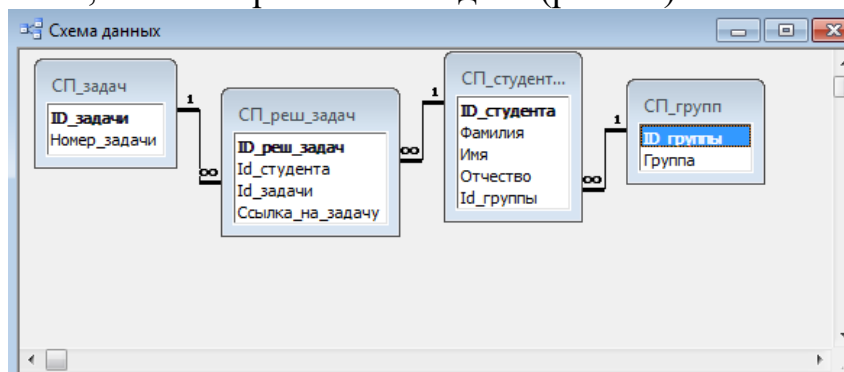 Схема данных
СП_задач
ID_задачи
Номер_задачи
1
∞
СП_реш_задач
ID_реш_задач
Id_студента
Id_задачи
Ссылка_на_задачу
1
∞
СП_студент...
ID_студента
Фамилия
Имя
Отчество
Id_группы
1
∞
СП_групп
ID_группы
Группа